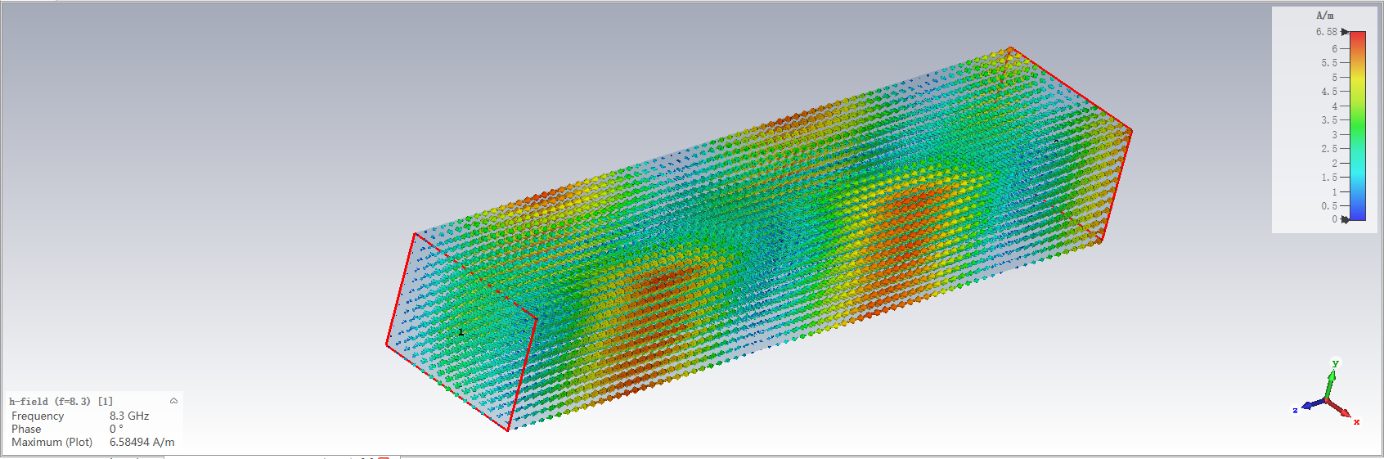 A/m
6.58
6
5.5
5
4.5
4
3.5
3
2.5
2
1.5
1
0.5
0
h-field (f=8.3) [1]
Frequency 8.3 GHz
Phase 0 °
Maximum (Plot) 6.58494 A/m
Y
Z
X
1